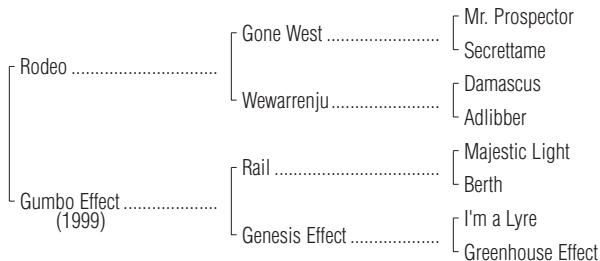 Mr. Prospector
Gone West
Secrettame
Rodeo
Damascus
Wewarrenju
Adlibber
Majestic Light
Rail
Berth
Gumbo Effect
(1999)
I'm a Lyre
Genesis Effect
Greenhouse Effect